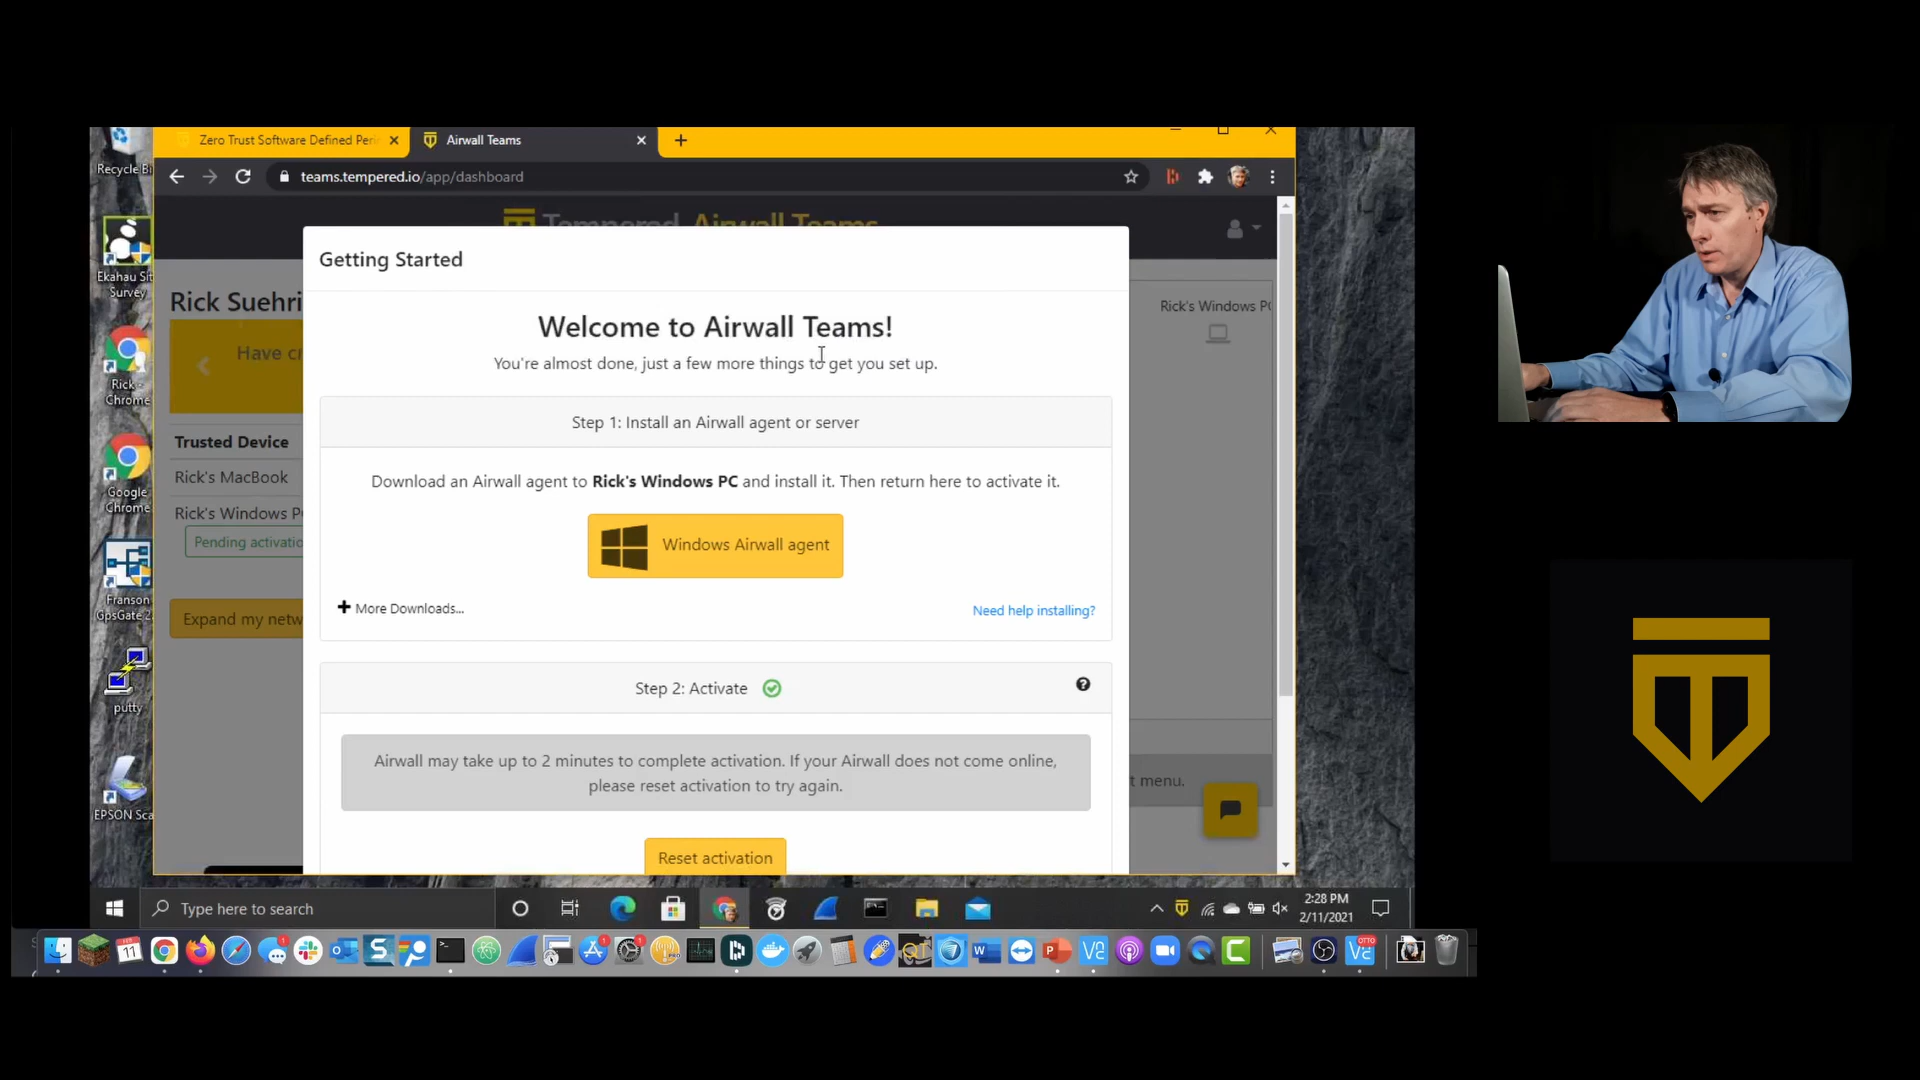 Zero Trust Software Defined Peri
Airwall Teams
teams.tempered.io/app/dashboard
Recycle Bi
Tempered Airwall Teams
Getting Started
Welcome to Airwall Teams!
You're almost done, just a few more things to get you set up.
Step 1: Install an Airwall agent or server
Download an Airwall agent to Rick's Windows PC and install it. Then return here to activate it.
Windows Airwall agent
More Downloads...
Need help installing?
Step 2: Activate
Airwall may take up to 2 minutes to complete activation. If your Airwall does not come online,
please reset activation to try again.
Reset activation
Rick Suehri
Have cr
Trusted Device
Rick's MacBook
Rick's Windows P
Pending activatio
Expand my netw
Rick's Windows PC
t menu.
Ekahau Sit
Survey
Rick -
Chrome
Google
Chrome
Franson
GpsGate 2.
putty
EPSON Sca
Type here to search
2:28 PM
2/11/2021